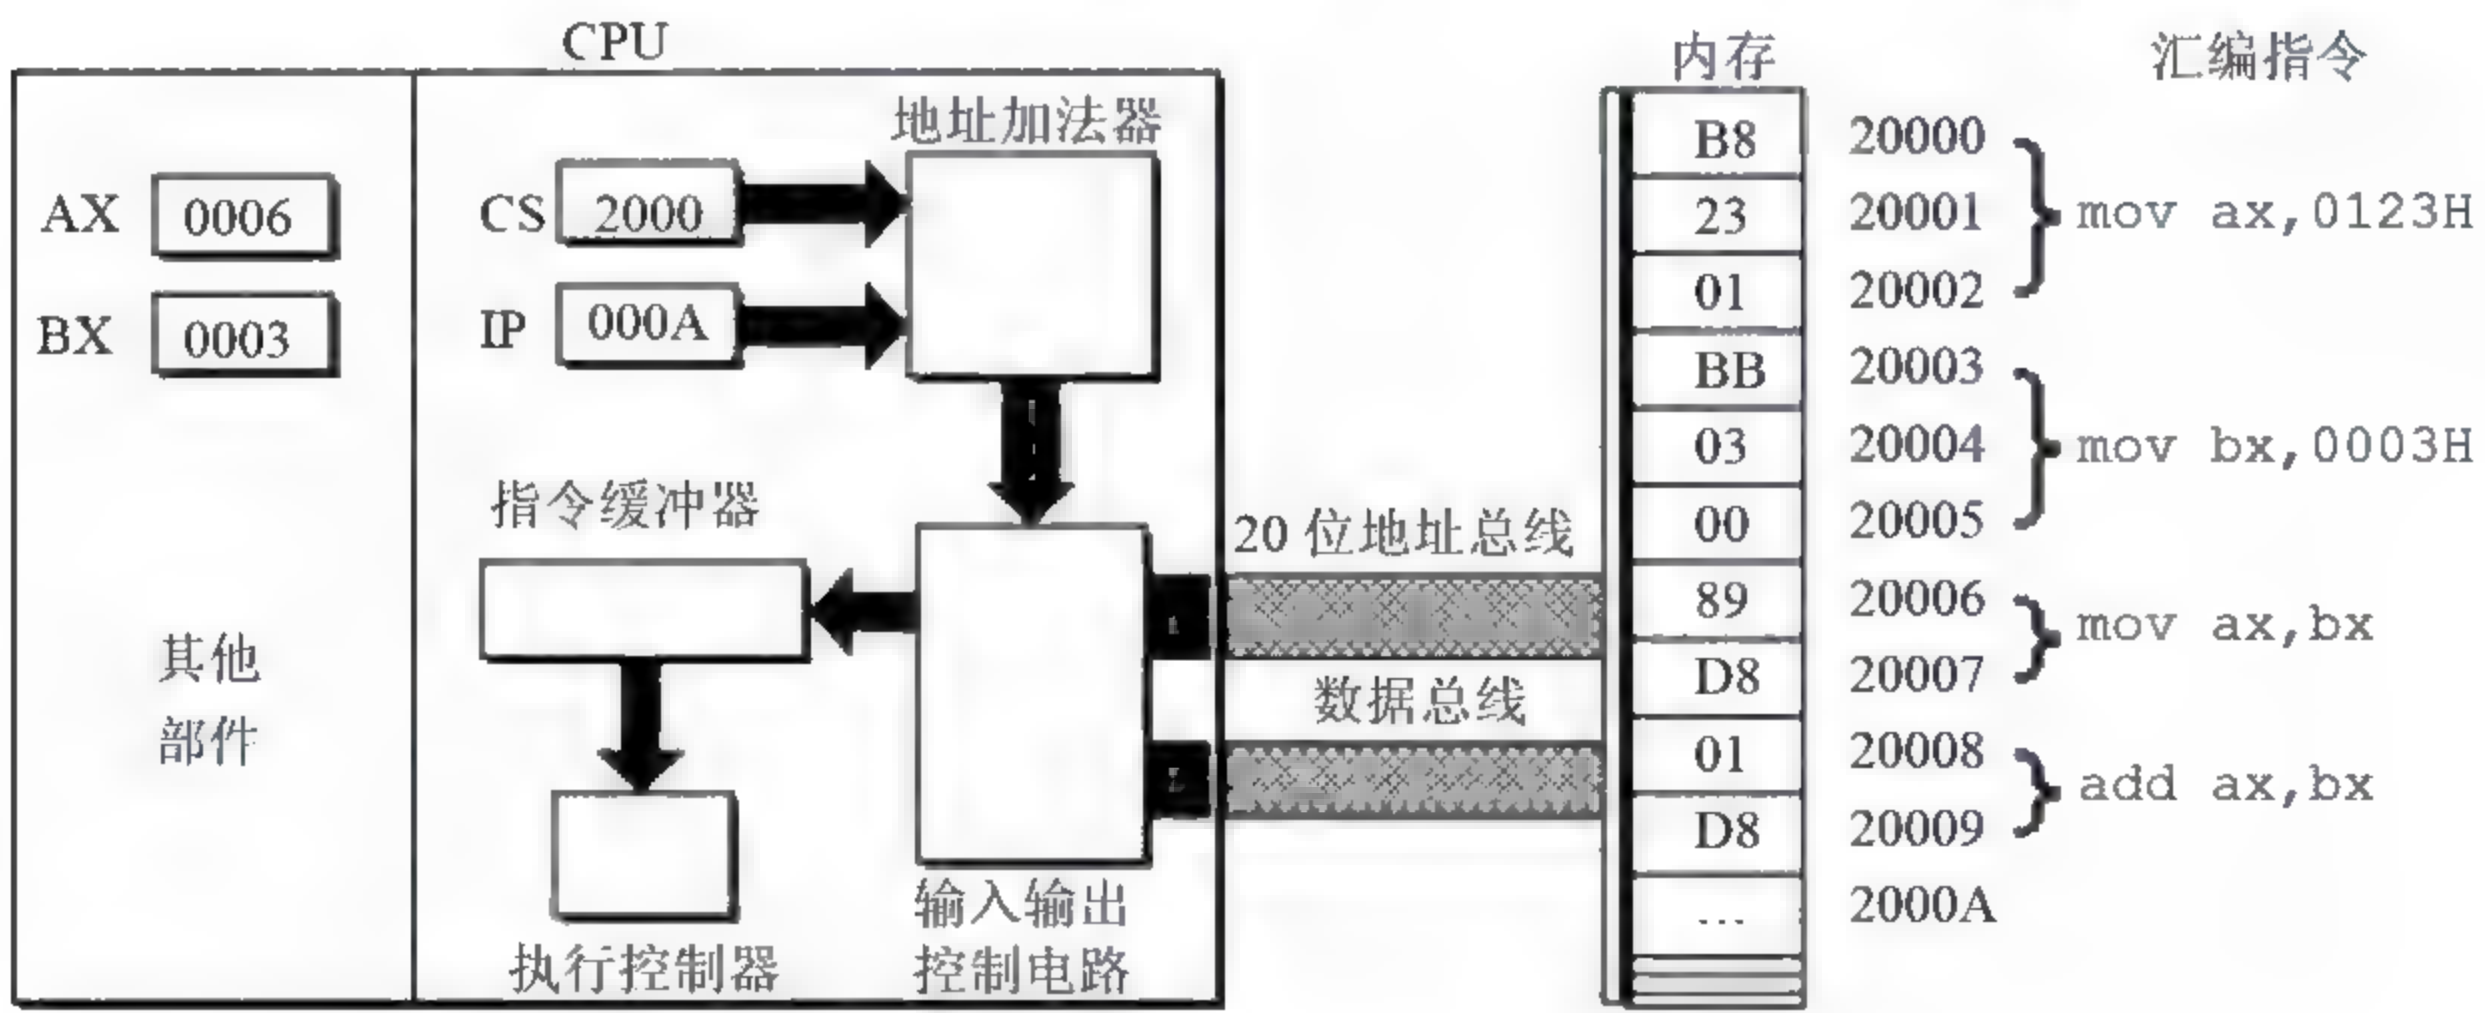 CPU
AX 0006
BX 0003
其他
部件
地址加法器
CS 2000
IP 000A
指令缓冲器
执行控制器
输入输出
控制电路
20 位地址总线
数据总线
内存 汇编指令
B8 20000
23 20001 mov ax,0123H
01 20002
BB 20003
03 20004 mov bx,0003H
00 20005
89 20006
mov ax,bx
D8 20007
01 20008
add ax,bx
D8 20009
... 2000A